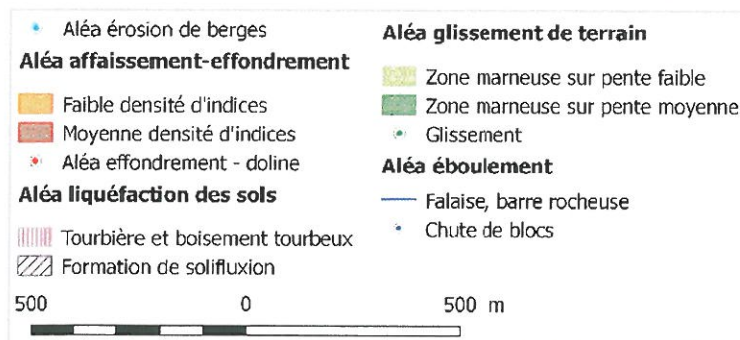 Aléa érosion de berges
Aléa affaissement-effondrement
Faible densité d'indices
Moyenne densité d'indices
Aléa effondrement - doline
Aléa liquéfaction des sols
Tourbière et boisement tourbeux
Formation de solifluxion
Aléa glissement de terrain
Zone marneuse sur pente faible
Zone marneuse sur pente moyenne
Glissement
Aléa éboulement
Falaise, barre rocheuse
Chute de blocs
500 0 500 m